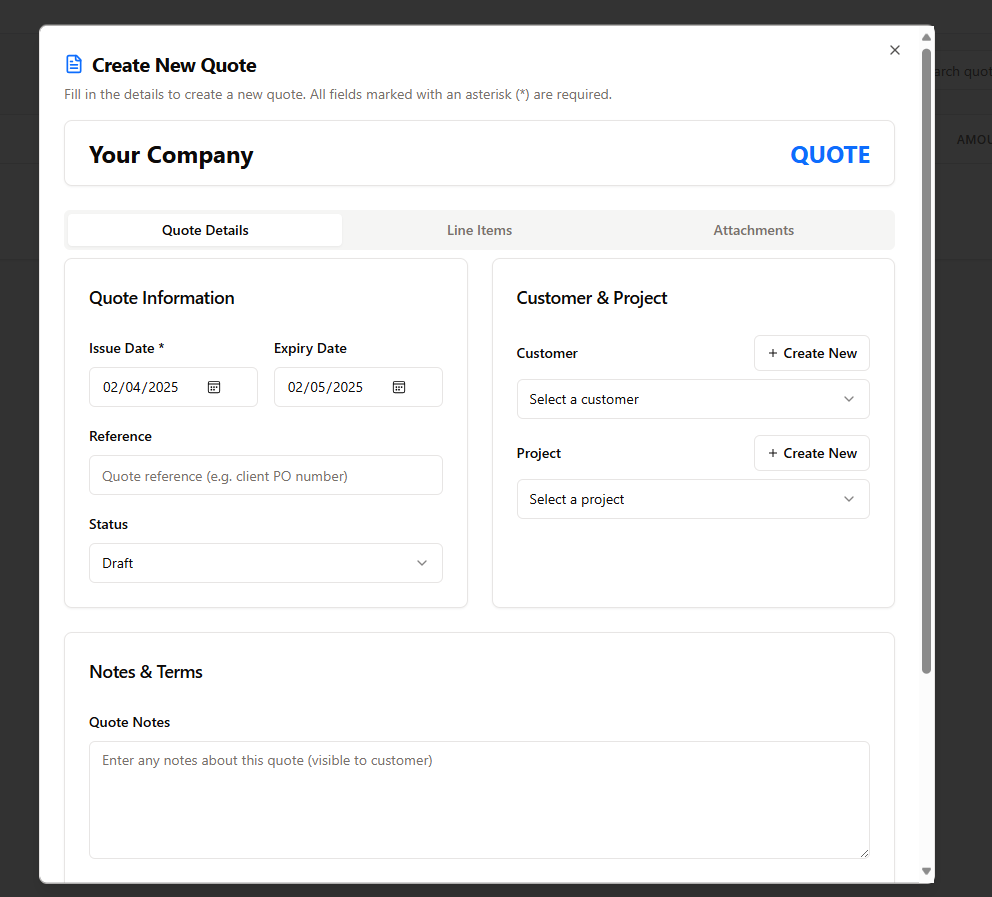 Create New Quote
Fill in the details to create a new quote. All fields marked with an asterisk (*) are required.
Your Company
QUOTE
Quote Details
Line Items
Attachments
Quote Information
Issue Date *
Expiry Date
02/04/2025
02/05/2025
Reference
Quote reference (e.g. client PO number)
Status
Draft
Customer & Project
Customer
+ Create New
Select a customer
Project
+ Create New
Select a project
Notes & Terms
Quote Notes
Enter any notes about this quote (visible to customer)